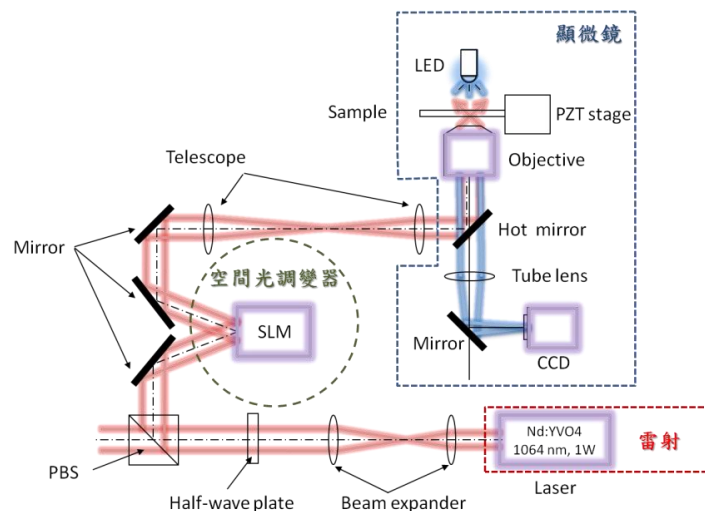 顯微鏡
LED
Sample
PZT stage
Telescope
Objective
Hot mirror
Mirror
空間光調變器
Tube lens
SLM
Mirror
CCD
Nd:YVO4
1064 nm, 1W
雷射
PBS
Half-wave plate
Beam expander
Laser